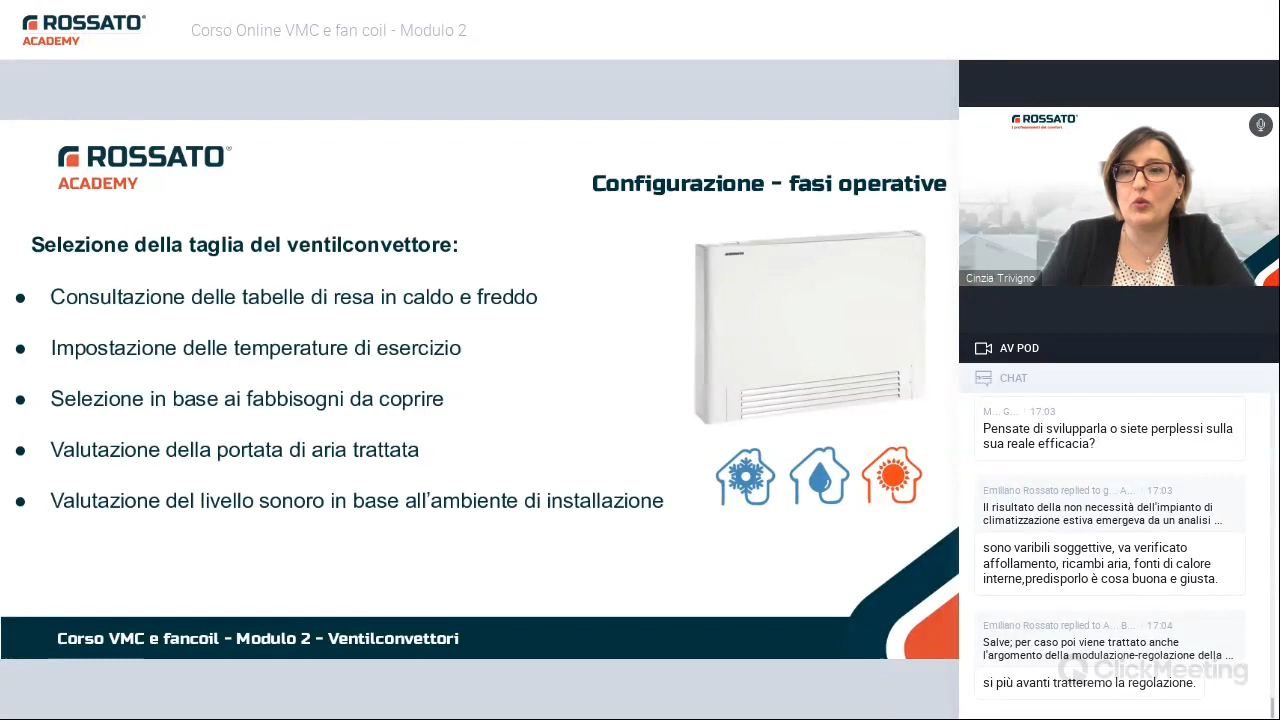 ROSSATO®
ACADEMY
Corso Online VMC e fan coil - Modulo 2
ROSSATO®
ACADEMY
Configurazione - fasi operative
Selezione della taglia del ventilconvettore:
● Consultazione delle tabelle di resa in caldo e freddo
● Impostazione delle temperature di esercizio
● Selezione in base ai fabbisogni da coprire
● Valutazione della portata di aria trattata
● Valutazione del livello sonoro in base all'ambiente di installazione
Corso VMC e fancoil - Modulo 2 - Ventilconvettori
ROSSATO®
I professionisti del comfort
Cinzia Trivigno
AV POD
CHAT
M... G... 17:03
Pensate di svilupparla o siete perplessi sulla
sua reale efficacia?
Emiliano Rossato replied to g... A... 17:03
Il risultato della non necessità dell'impianto di
climatizzazione estiva emergeva da un analisi ...
sono varibili soggettive, va verificato
affollamento, ricambi aria, fonti di calore
interne,predisporlo è cosa buona e giusta.
Emiliano Rossato replied to A... B... 17:04
Salve; per caso poi viene trattato anche
l'argomento della modulazione-regolazione della ...
ClickMeeting
si più avanti tratteremo la regolazione.